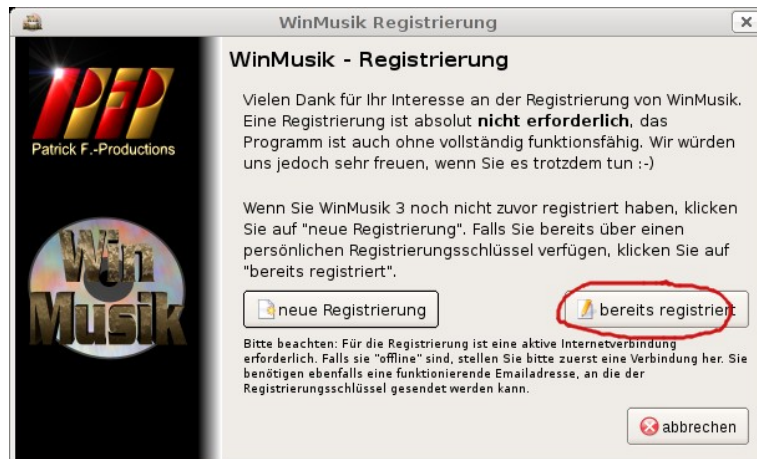 WinMusik Registrierung
PFP
Patrick F.-Productions
Win
Musik
WinMusik - Registrierung
Vielen Dank für Ihr Interesse an der Registrierung von WinMusik.
Eine Registrierung ist absolut nicht erforderlich, das
Programm ist auch ohne vollständig funktionsfähig. Wir würden
uns jedoch sehr freuen, wenn Sie es trotzdem tun :-)
Wenn Sie WinMusik 3 noch nicht zuvor registriert haben, klicken
Sie auf "neue Registrierung". Falls Sie bereits über einen
persönlichen Registrierungsschlüssel verfügen, klicken Sie auf
"bereits registriert".
neue Registrierung
bereits registriert
Bitte beachten: Für die Registrierung ist eine aktive Internetverbindung
erforderlich. Falls sie "offline" sind, stellen Sie bitte zuerst eine Verbindung her. Sie
benötigen ebenfalls eine funktionierende Emailadresse, an die der
Registrierungsschlüssel gesendet werden kann.
abbrechen